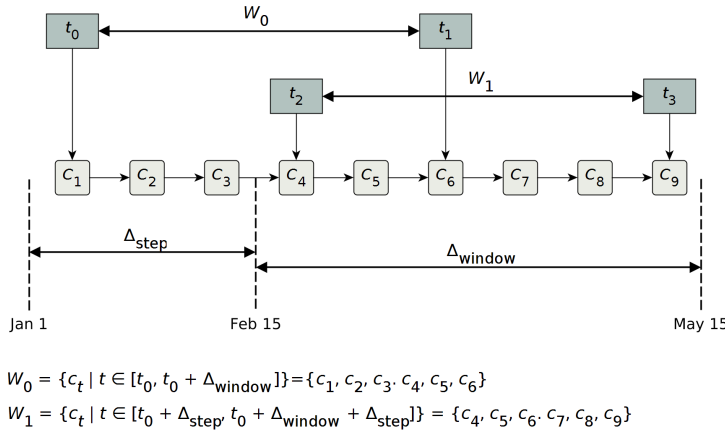 W₀
t₀ t₁
W₁
t₂ t₃
C₁ C₂ C₃ C₄ C₅ C₆ C₇ C₈ C₉
Δstep
Δwindow
Jan 1 Feb 15 May 15
W₀ = {cₜ | t ∈ [t₀, t₀ + Δwindow]}={c₁, c₂, c₃. c₄, c₅, c₆}
W₁ = {cₜ | t ∈ [t₀ + Δstep, t₀ + Δwindow + Δstep]} = {c₄, c₅, c₆. c₇, c₈, c₉}